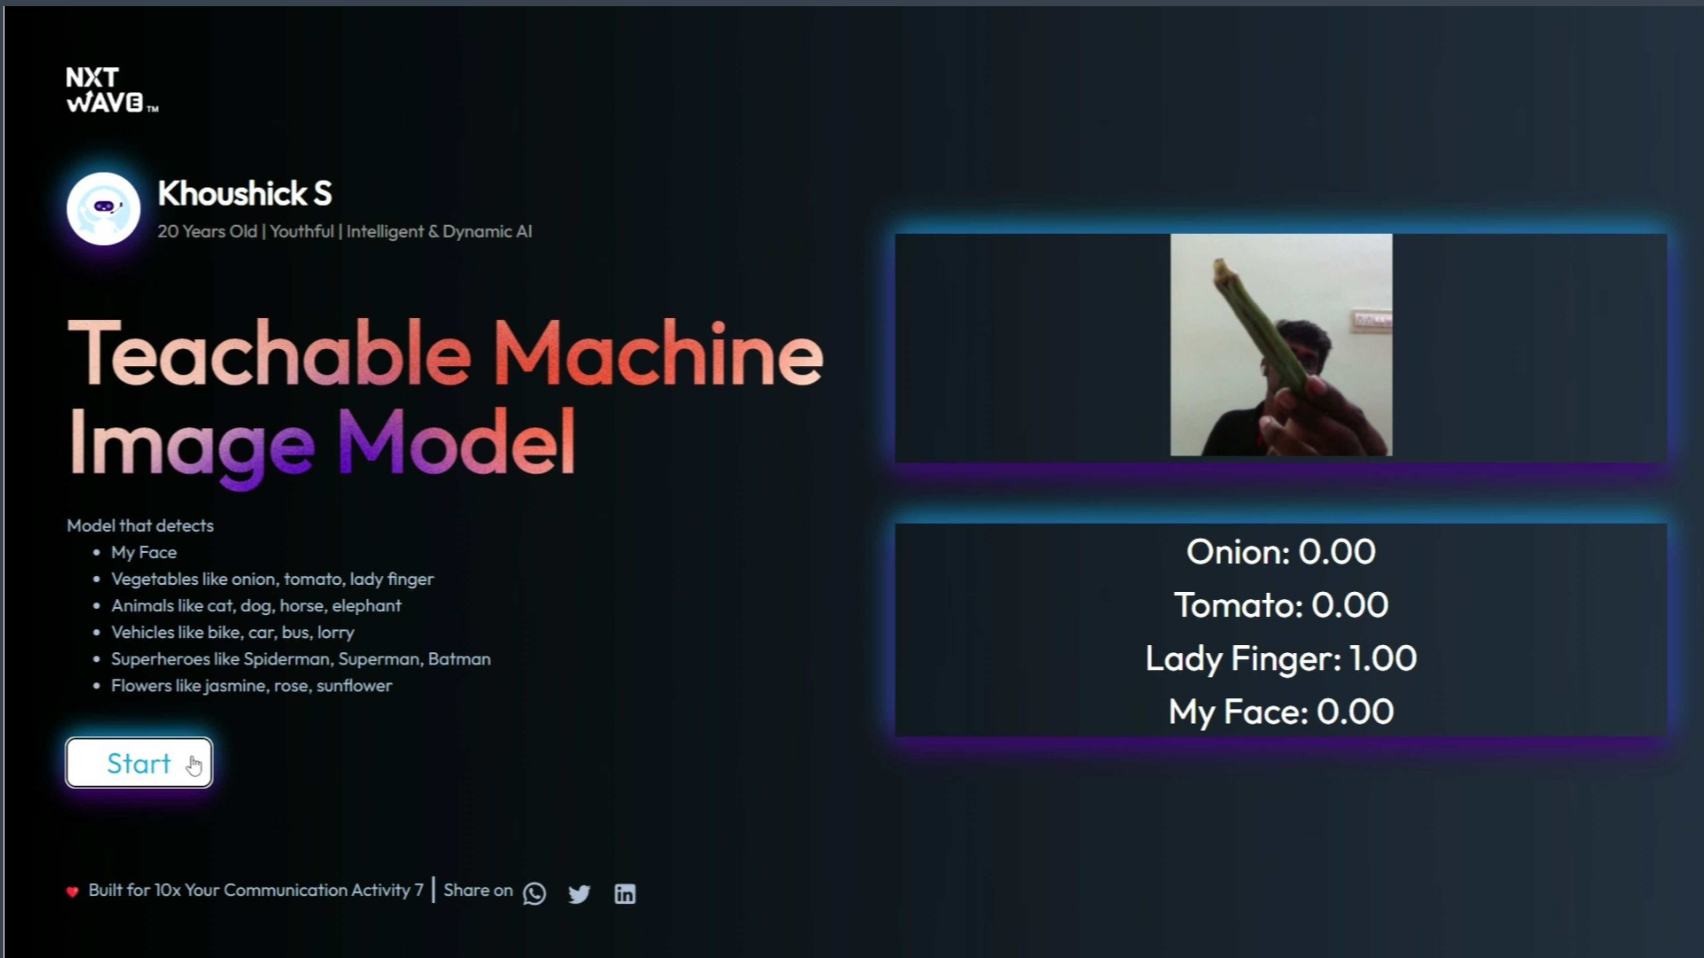 NXT
WAVE™
Khoushick S
20 Years Old | Youthful | Intelligent & Dynamic AI
Teachable Machine
Image Model
Model that detects
• My Face
• Vegetables like onion, tomato, lady finger
• Animals like cat, dog, horse, elephant
• Vehicles like bike, car, bus, lorry
• Superheroes like Spiderman, Superman, Batman
• Flowers like jasmine, rose, sunflower
Start
Built for 10x Your Communication Activity 7 | Share on
Onion: 0.00
Tomato: 0.00
Lady Finger: 1.00
My Face: 0.00